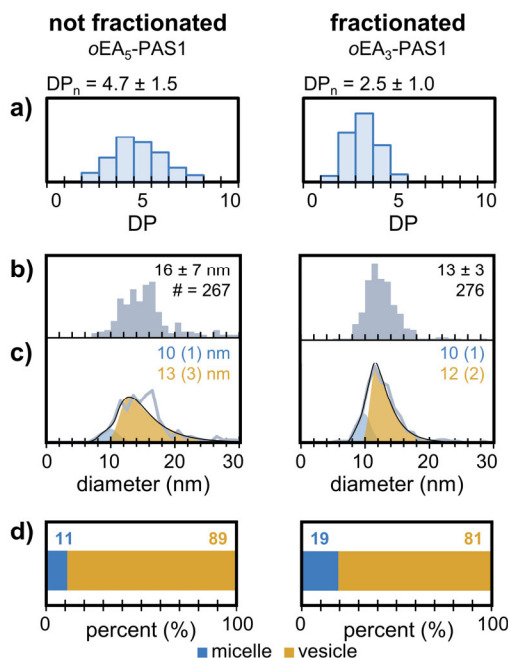 not fractionated
oEA5-PAS1
fractionated
oEA3-PAS1
a)
DPn = 4.7 ± 1.5
DPn = 2.5 ± 1.0
0 5 10
DP
0 5 10
DP
b)
16 ± 7 nm
# = 267
13 ± 3
276
c)
10 (1) nm
13 (3) nm
10 (1)
12 (2)
0 10 20 30
diameter (nm)
0 10 20 30
diameter (nm)
d)
11 89
19 81
0 100
percent (%)
0 100
percent (%)
micelle vesicle